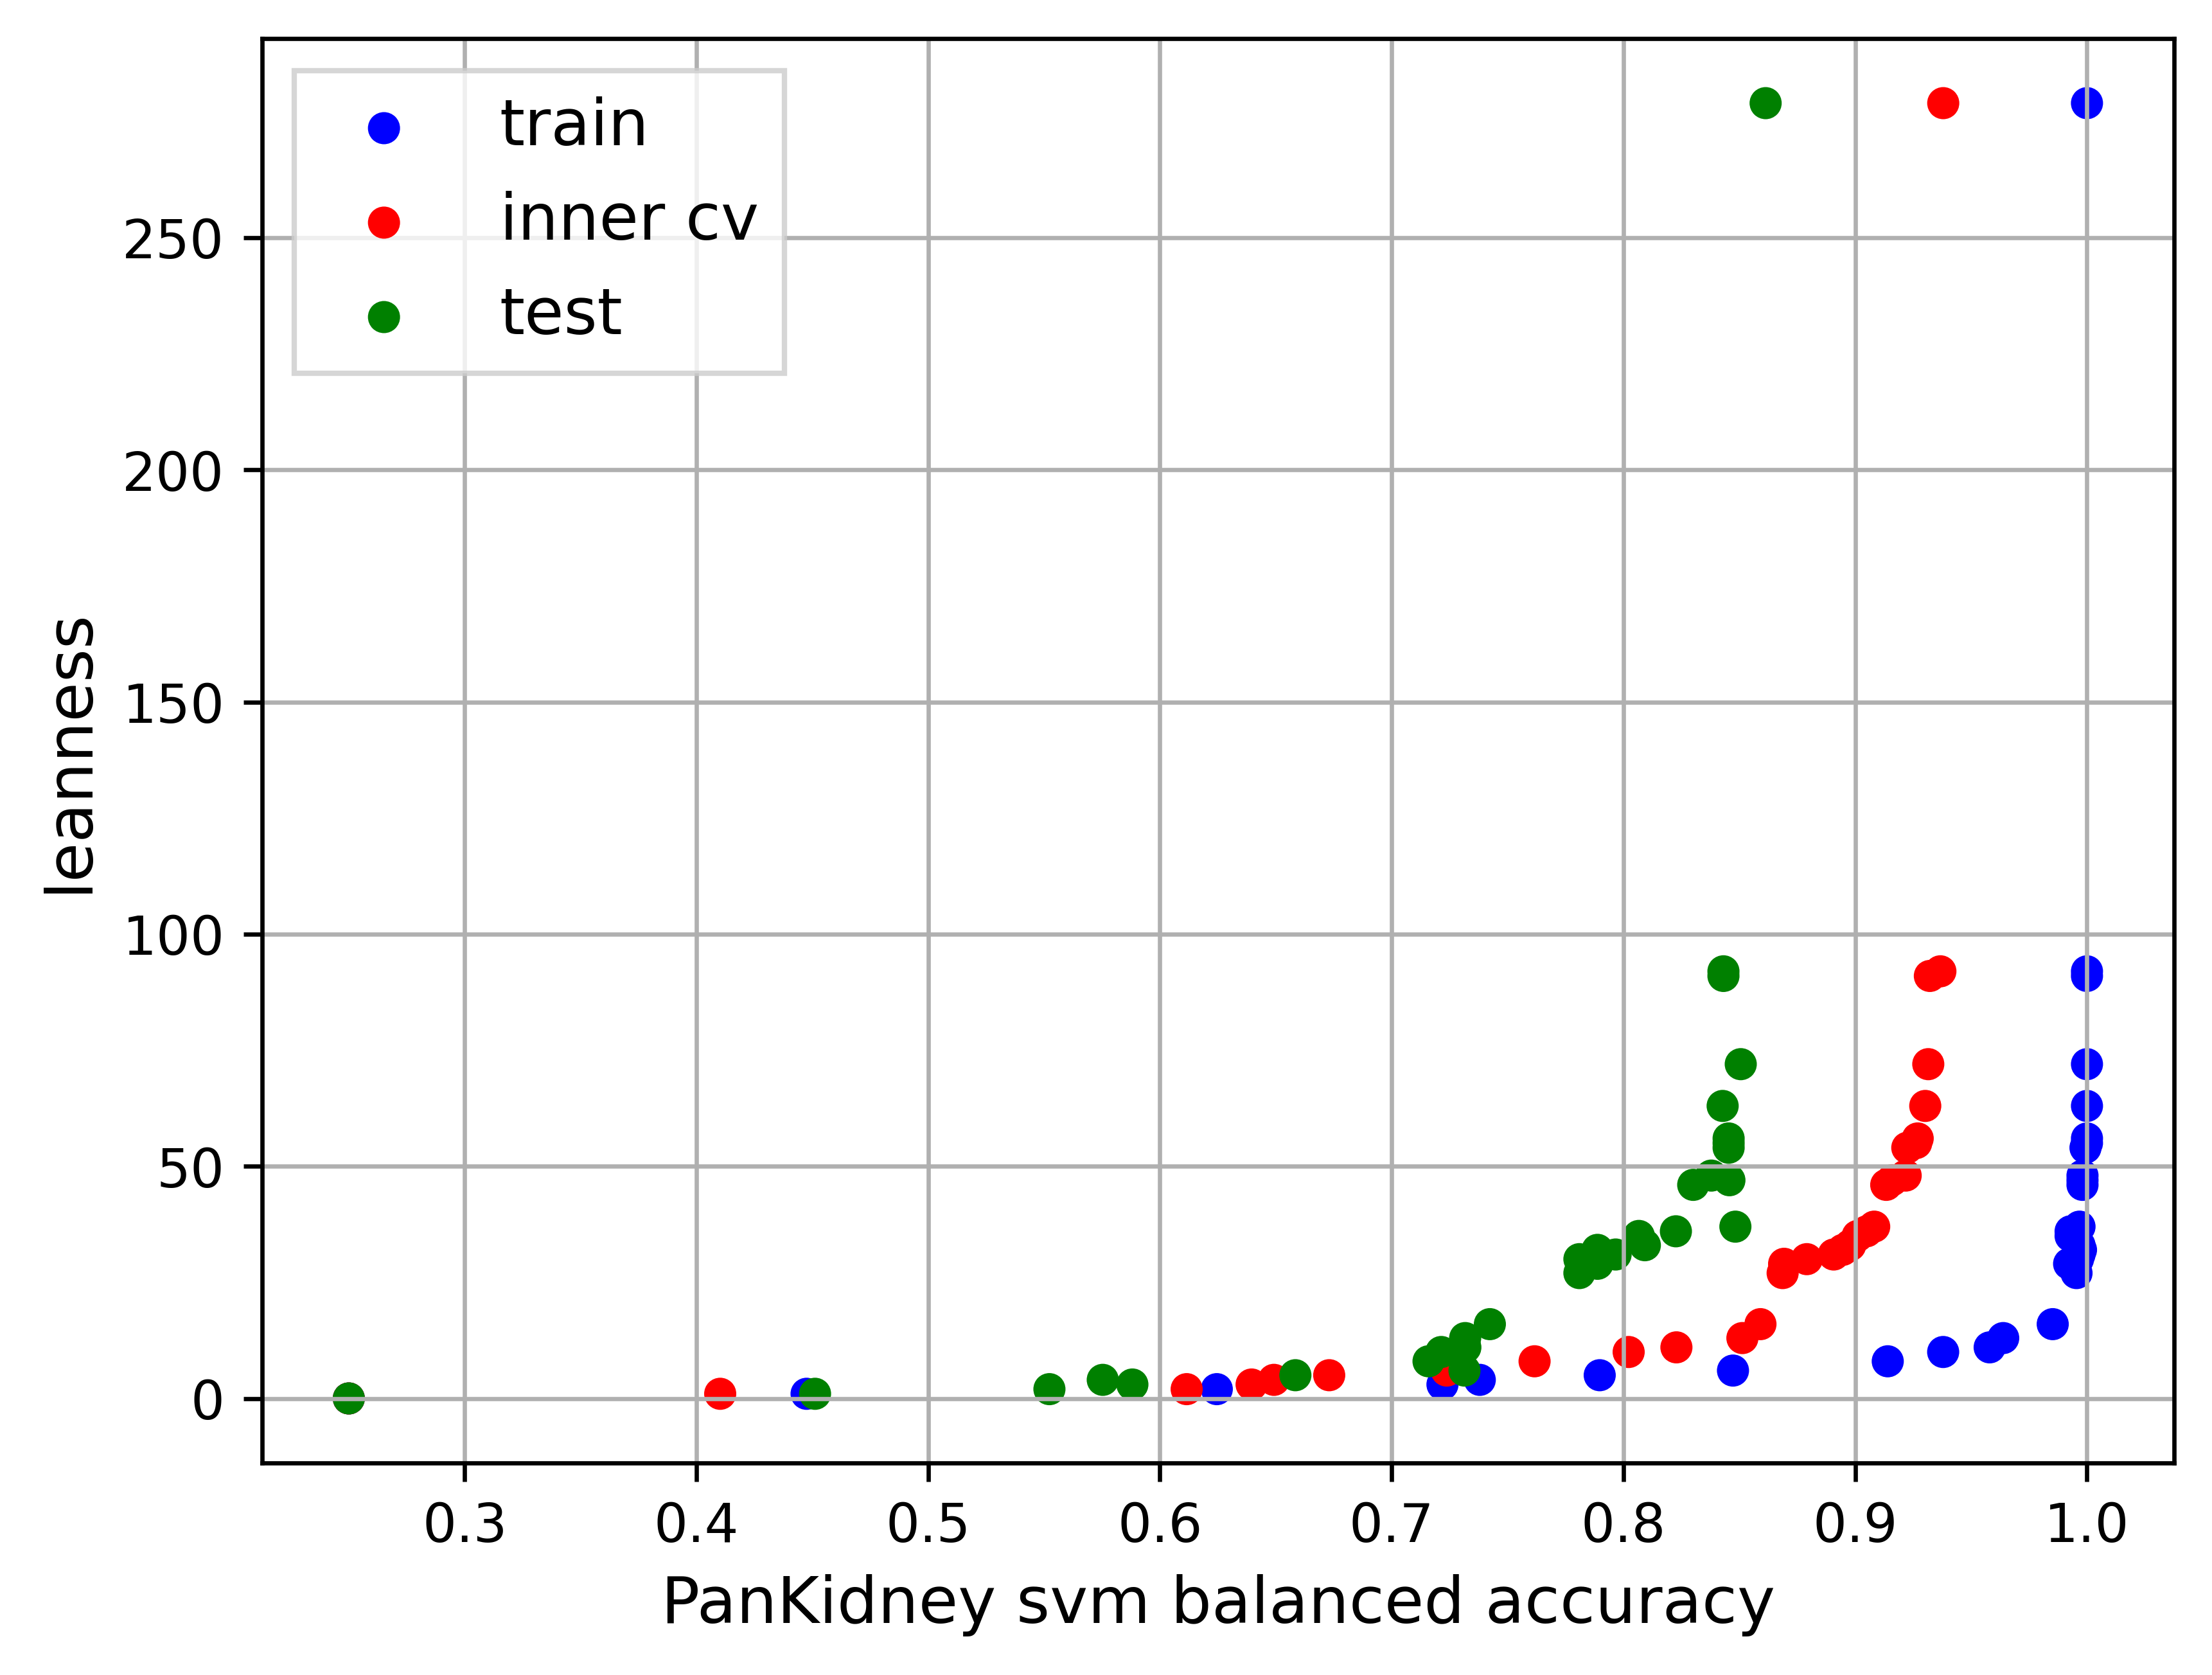 train
inner cv
test
250
200
150
100
50
0
leanness
0.3 0.4 0.5 0.6 0.7 0.8 0.9 1.0
PanKidney svm balanced accuracy